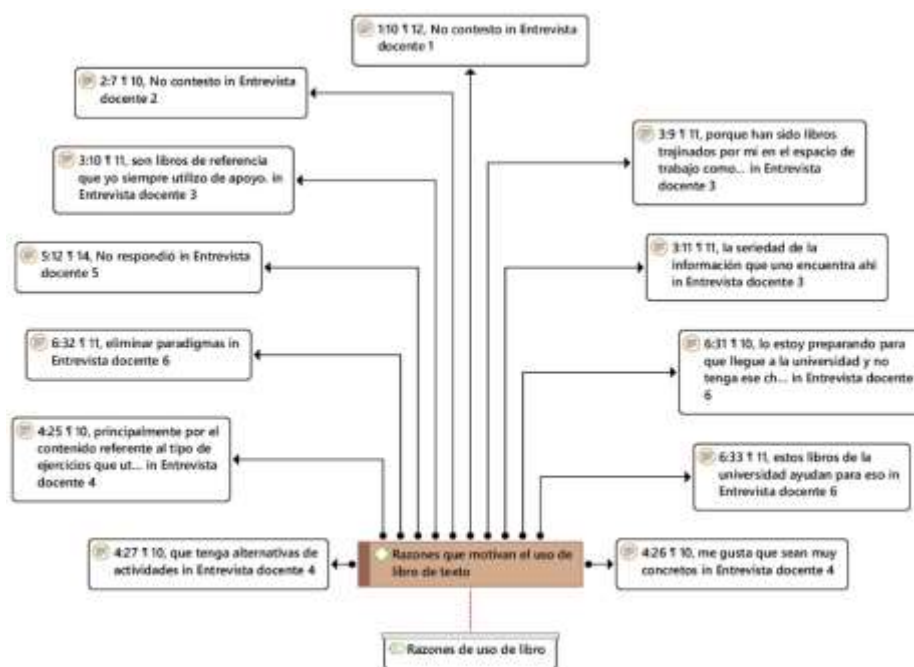 1:10 ¶ 12, No contesto in Entrevista
docente 1
2:7 ¶ 10, No contesto in Entrevista
docente 2
3:10 ¶ 11, son libros de referencia
que yo siempre utilizo de apoyo. in
Entrevista docente 3
5:12 ¶ 14, No respondió in Entrevista
docente 5
6:32 ¶ 11, eliminar paradigmas in
Entrevista docente 6
4:25 ¶ 10, principalmente por el
contenido referente al tipo de
ejercicios que ut... in Entrevista
docente 4
4:27 ¶ 10, que tenga alternativas de
actividades in Entrevista docente 4
3:9 ¶ 11, porque han sido libros
trajinados por mi en el espacio de
trabajo como... in Entrevista
docente 3
3:11 ¶ 11, la seriedad de la
información que uno encuentra ahí
in Entrevista docente 3
6:31 ¶ 10, lo estoy preparando para
que llegue a la universidad y no
tenga ese ch... in Entrevista docente
6
6:33 ¶ 11, estos libros de la
universidad ayudan para eso in
Entrevista docente 6
4:26 ¶ 10, me gusta que sean muy
concretos in Entrevista docente 4
Razones que motivan el uso de
libro de texto
Razones de uso de libro